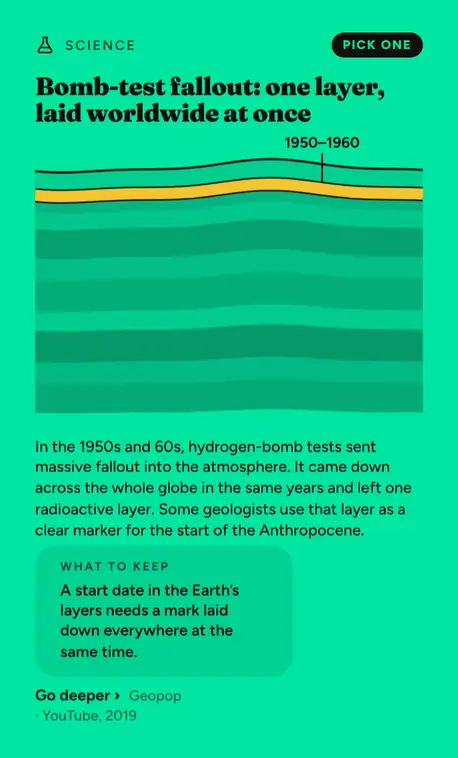 SCIENCE
PICK ONE
Bomb-test fallout: one layer,
laid worldwide at once
1950–1960
In the 1950s and 60s, hydrogen-bomb tests sent
massive fallout into the atmosphere. It came down
across the whole globe in the same years and left one
radioactive layer. Some geologists use that layer as a
clear marker for the start of the Anthropocene.
WHAT TO KEEP
A start date in the Earth’s
layers needs a mark laid
down everywhere at the
same time.
Go deeper › Geopop
· YouTube, 2019